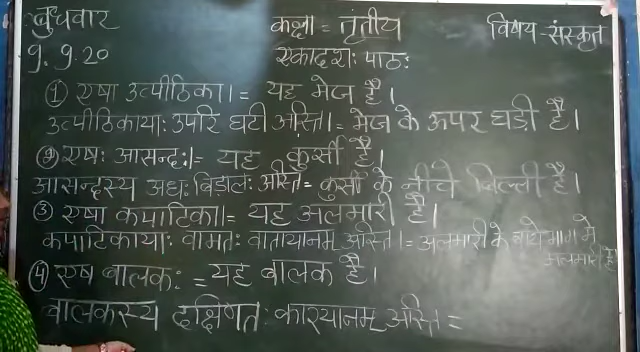 बुधवार
कक्षा = तृतीय
विषय-संस्कृत
9.9.20
एकादशः पाठः
① एषा उत्पीठिका।= यह मेज है।
उत्पीठिकायाः उपरि घटी अस्ति।= मेज के ऊपर घड़ी है।
② एषः आसन्दः।= यह कुर्सी है।
आसन्दस्य अधः विडालः अस्ति= कुर्सी के नीचे बिल्ली है।
③ एषा कपाटिका।= यह अलमारी है।
कपाटिकायाः वामतः वातायानम् अस्ति।= अलमारी के बायें भाग मे
अलमारी है
④ एष बालकः =यह बालक है।
बालकस्य दक्षिणतः कारयानम् अस्ति।=